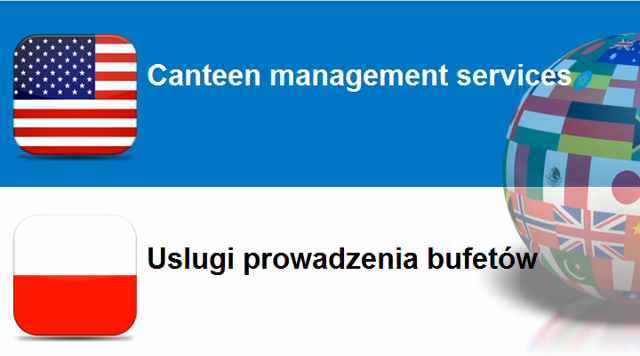 Canteen management services
Uslugi prowadzenia bufetów